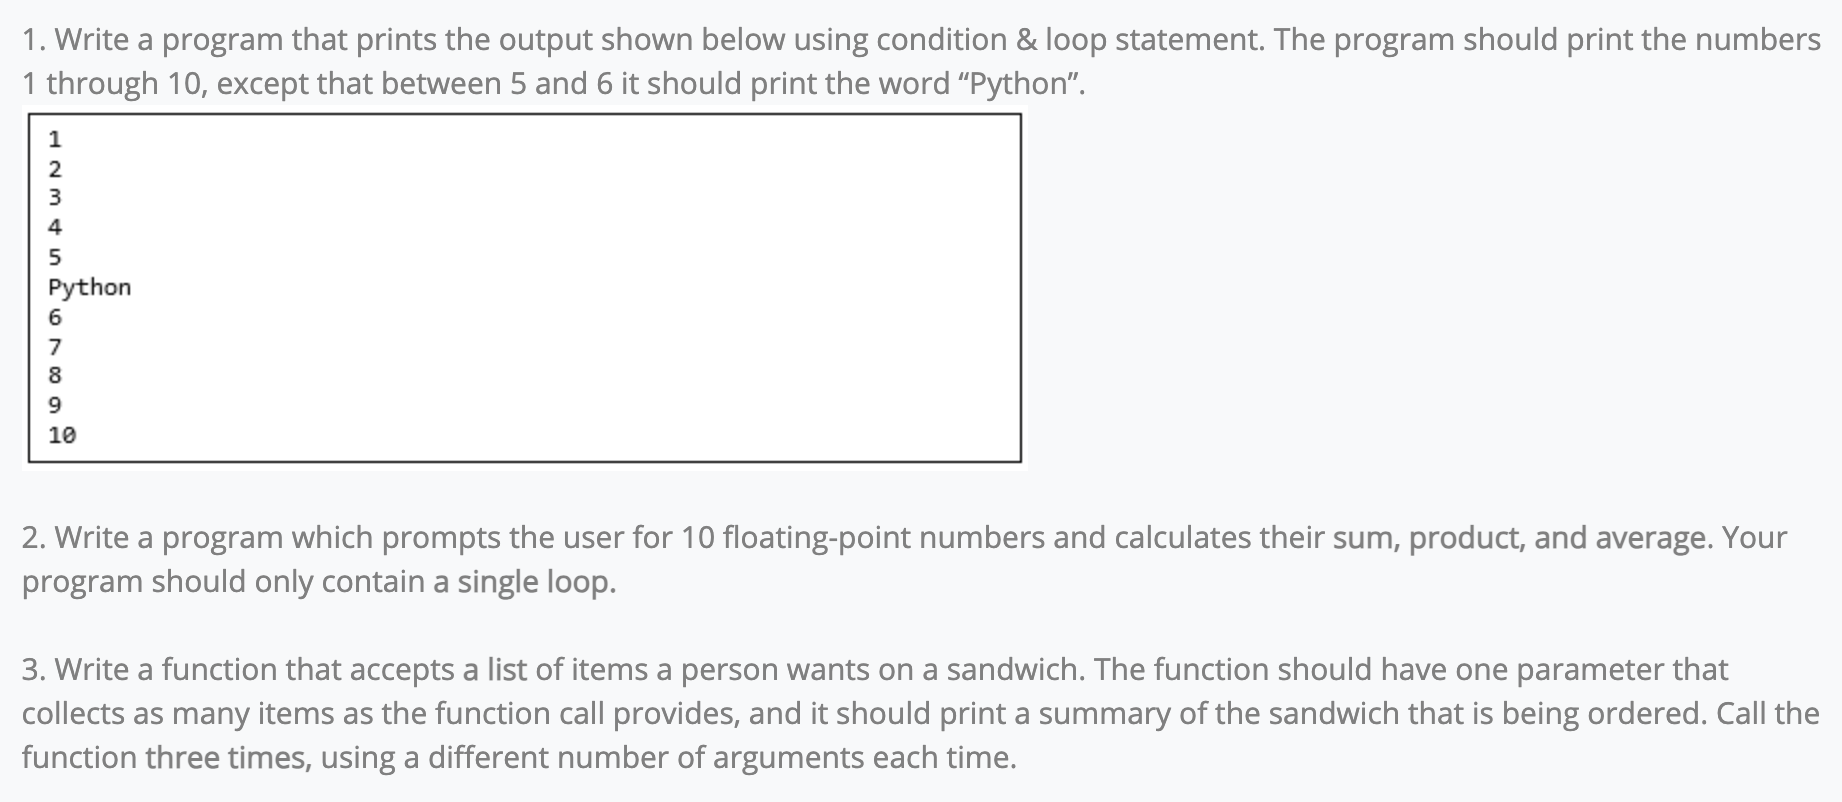 1. Write a program that prints the output shown below using condition & loop statement. The program should print the numbers
1 through 10, except that between 5 and 6 it should print the word “Python”.
1
2
3
4
5
Python
6
7
8
9
10
2. Write a program which prompts the user for 10 floating-point numbers and calculates their sum, product, and average. Your
program should only contain a single loop.
3. Write a function that accepts a list of items a person wants on a sandwich. The function should have one parameter that
collects as many items as the function call provides, and it should print a summary of the sandwich that is being ordered. Call the
function three times, using a different number of arguments each time.